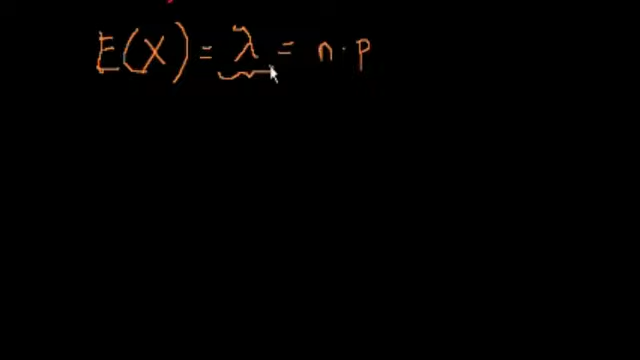 E(X) = λ = n · p